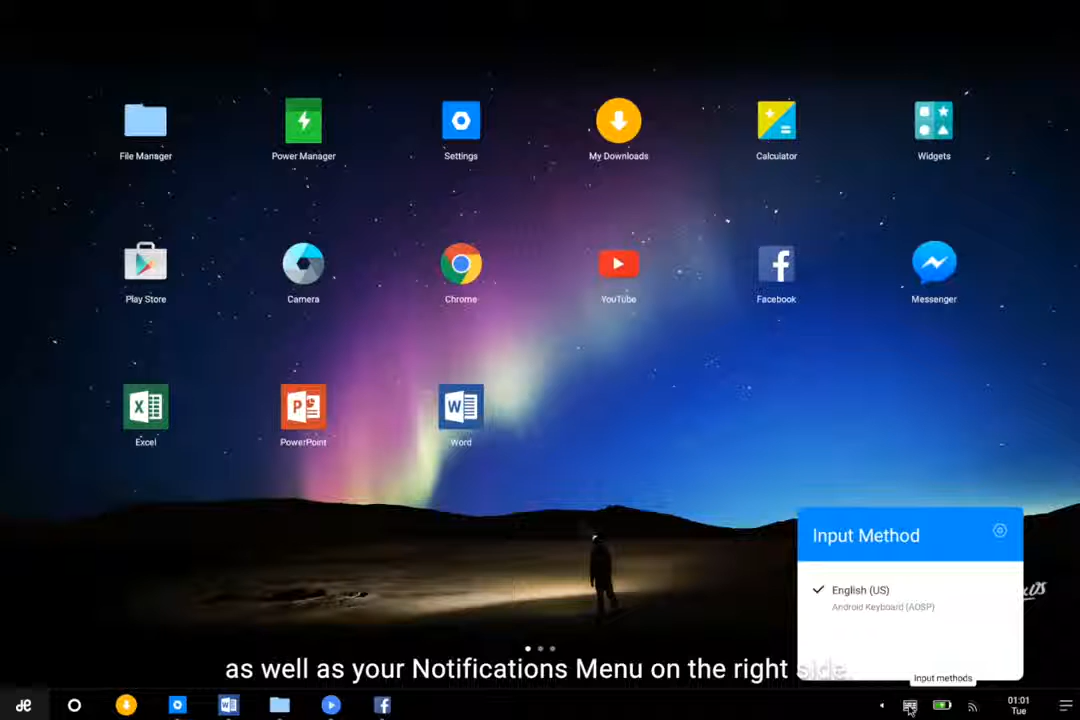 File Manager
Power Manager
Settings
My Downloads
Calculator
Widgets
Play Store
Camera
Chrome
YouTube
Facebook
Messenger
Excel
PowerPoint
Word
Input Method
English (US)
Android Keyboard (AOSP)
as well as your Notifications Menu on the right side.
Input methods
01:01
Tue